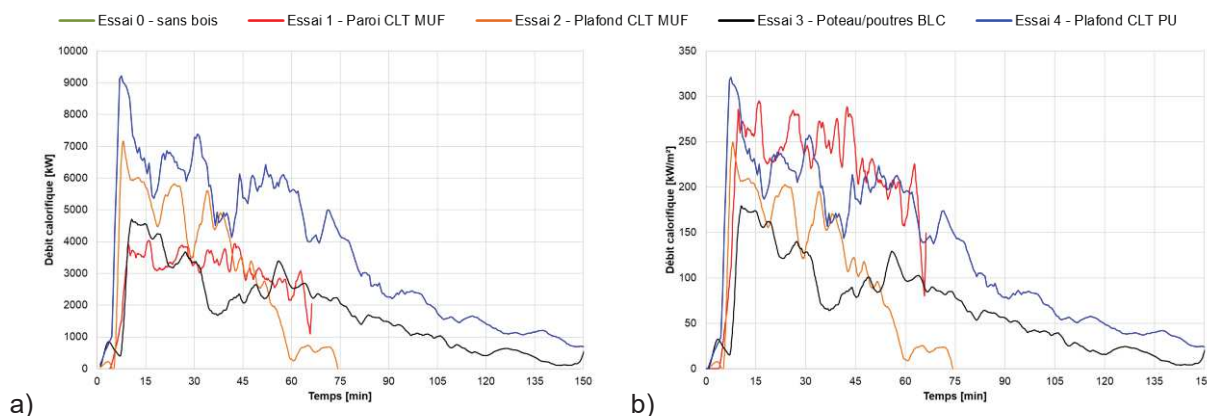 Essai 0 - sans bois Essai 1 - Paroi CLT MUF Essai 2 - Plafond CLT MUF Essai 3 - Poteau/poutres BLC Essai 4 - Plafond CLT PU
10000
9000
8000
7000
6000
5000
4000
3000
2000
1000
0
Débit calorifique [kW]
0 15 30 45 60 75 90 105 120 135 150
Temps [min]
a)
350
300
250
200
150
100
50
0
Débit calorifique [kW/m²]
0 15 30 45 60 75 90 105 120 135 150
Temps [min]
b)